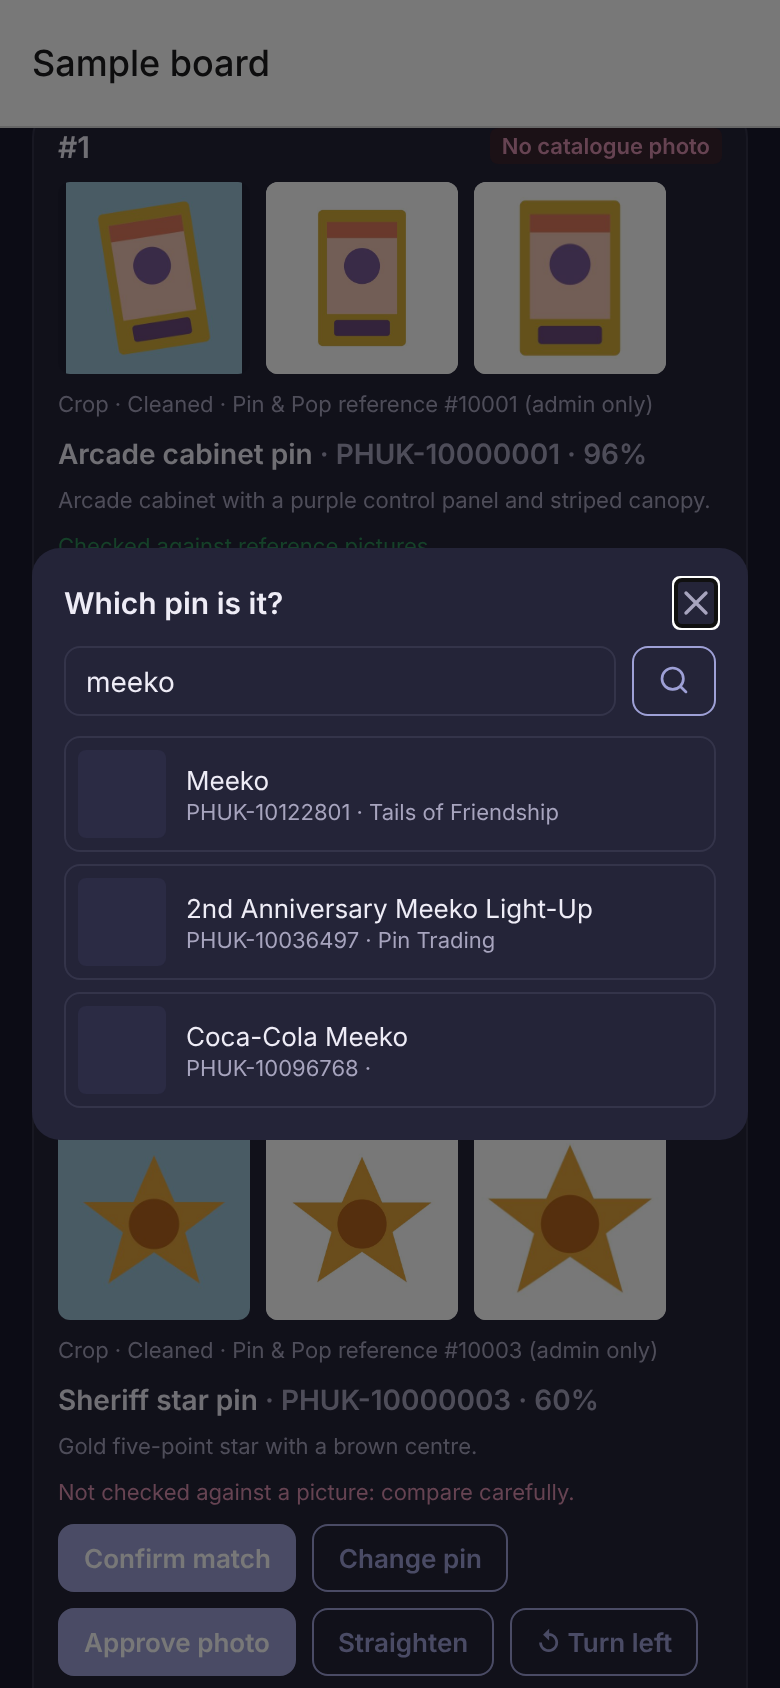 Sample board
#1
No catalogue photo
Crop · Cleaned · Pin & Pop reference #10001 (admin only)
Arcade cabinet pin · PHUK-10000001 · 96%
Arcade cabinet with a purple control panel and striped canopy.
Checked against reference pictures
Which pin is it?
meeko
Meeko
PHUK-10122801 · Tails of Friendship
2nd Anniversary Meeko Light-Up
PHUK-10036497 · Pin Trading
Coca-Cola Meeko
PHUK-10096768 ·
Crop · Cleaned · Pin & Pop reference #10003 (admin only)
Sheriff star pin · PHUK-10000003 · 60%
Gold five-point star with a brown centre.
Not checked against a picture: compare carefully.
Confirm match
Change pin
Approve photo
Straighten
Turn left